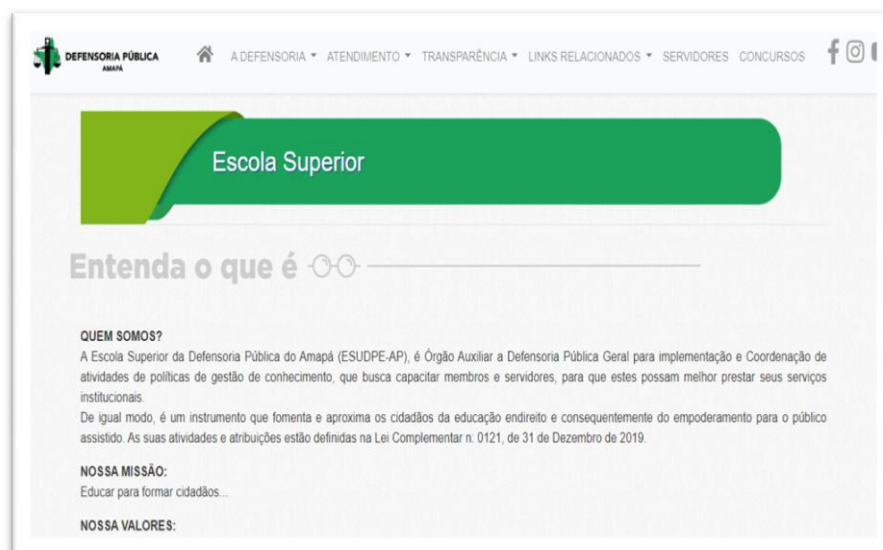 DEFENSORIA PÚBLICA
AMAPÁ
A DEFENSORIA ATENDIMENTO TRANSPARÊNCIA LINKS RELACIONADOS SERVIDORES CONCURSOS
Escola Superior
Entenda o que é
QUEM SOMOS?
A Escola Superior da Defensoria Pública do Amapá (ESUDPE-AP), é Órgão Auxiliar a Defensoria Pública Geral para implementação e Coordenação de
atividades de políticas de gestão de conhecimento, que busca capacitar membros e servidores, para que estes possam melhor prestar seus serviços
institucionais.
De igual modo, é um instrumento que fomenta e aproxima os cidadãos da educação endireito e consequentemente do empoderamento para o público
assistido. As suas atividades e atribuições estão definidas na Lei Complementar n: 0121, de 31 de Dezembro de 2019.
NOSSA MISSÃO:
Educar para formar cidadãos...
NOSSA VALORES: